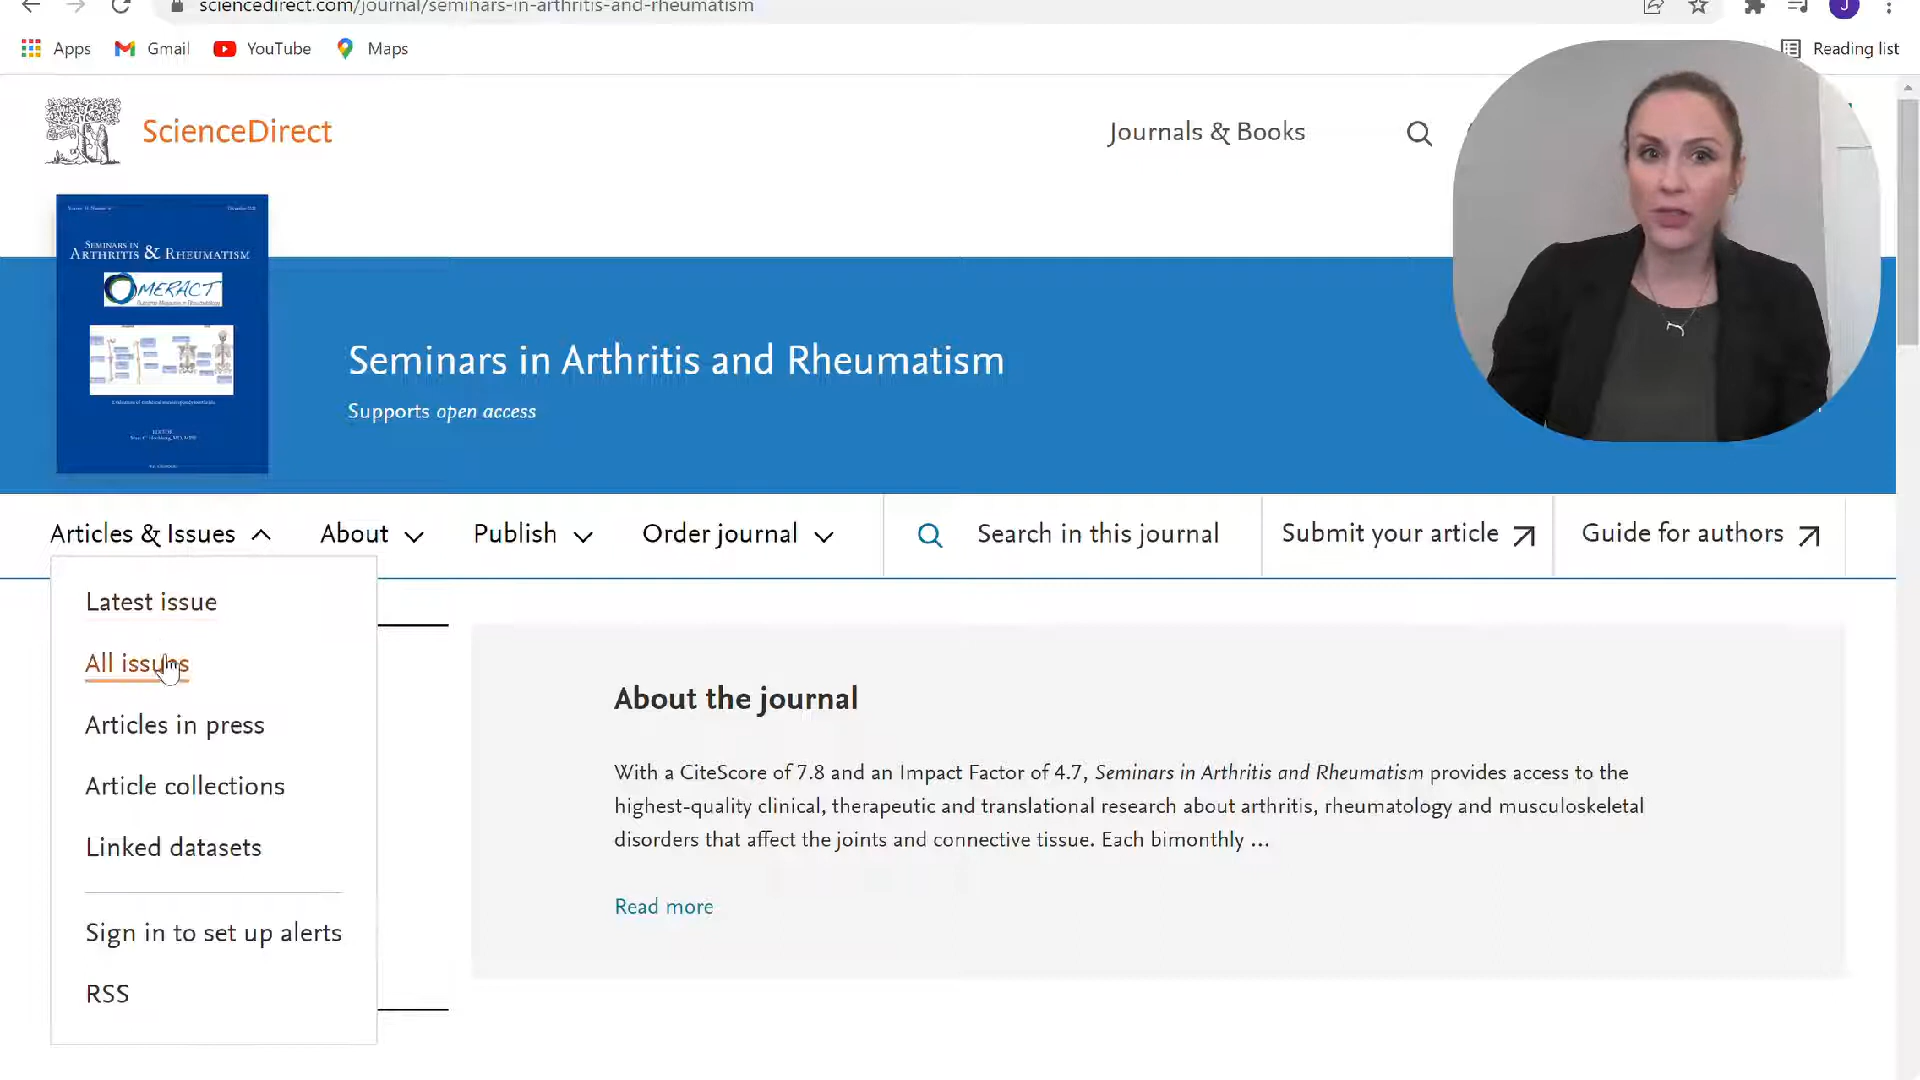 sciencedirect.com/journal/seminars-in-arthritis-and-rheumatism
J
Apps
Gmail
YouTube
Maps
Reading list
ScienceDirect
Journals & Books
SEMINARS IN
ARTHRITIS & RHEUMATISM
OMERACT
EDITOR
Seminars in Arthritis and Rheumatism
Supports open access
Articles & Issues
About
Publish
Order journal
Search in this journal
Submit your article
Guide for authors
Latest issue
All issues
Articles in press
Article collections
Linked datasets
Sign in to set up alerts
RSS
About the journal
With a CiteScore of 7.8 and an Impact Factor of 4.7, Seminars in Arthritis and Rheumatism provides access to the
highest-quality clinical, therapeutic and translational research about arthritis, rheumatology and musculoskeletal
disorders that affect the joints and connective tissue. Each bimonthly ...
Read more